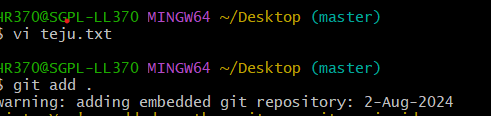 HR370@SGPL-LL370 MINGW64 ~/Desktop (master)
$ vi teju.txt
HR370@SGPL-LL370 MINGW64 ~/Desktop (master)
$ git add .
warning: adding embedded git repository: 2-Aug-2024